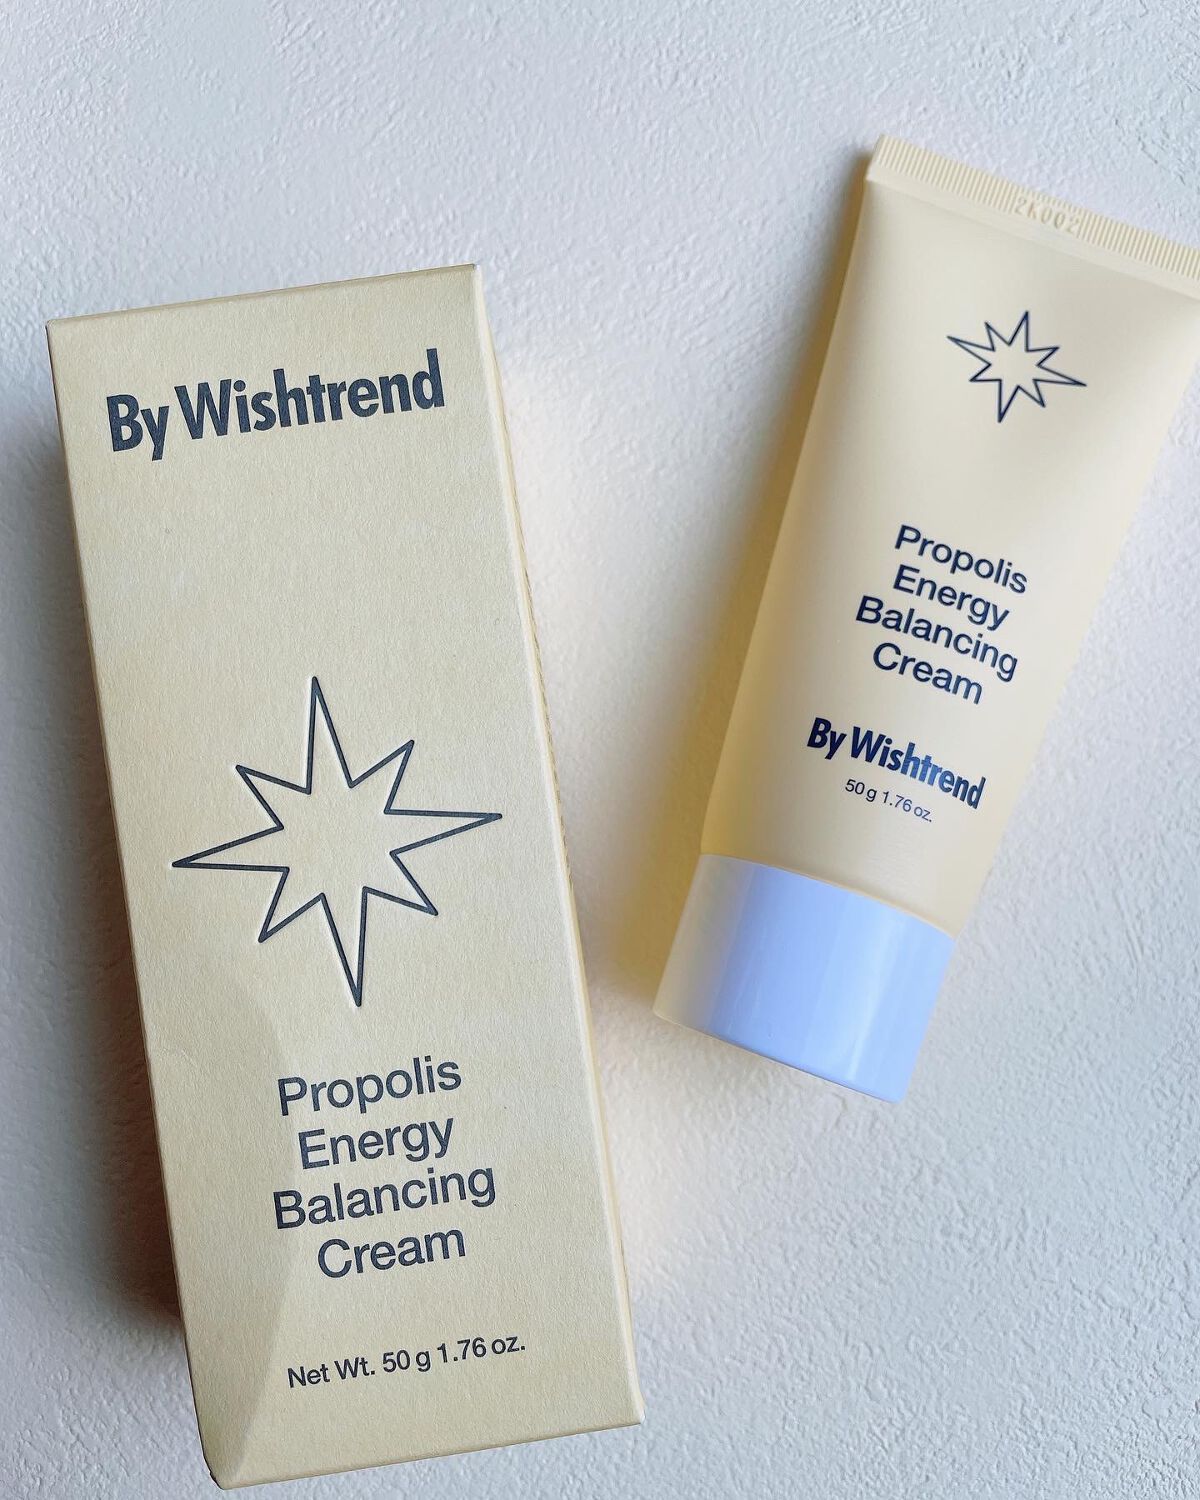 By Wishtrend
Propolis
Energy
Balancing
Cream
Net Wt. 50 g 1.76 oz.
2K002
Propolis
Energy
Balancing
Cream
By Wishtrend
50 g 1.76 oz.